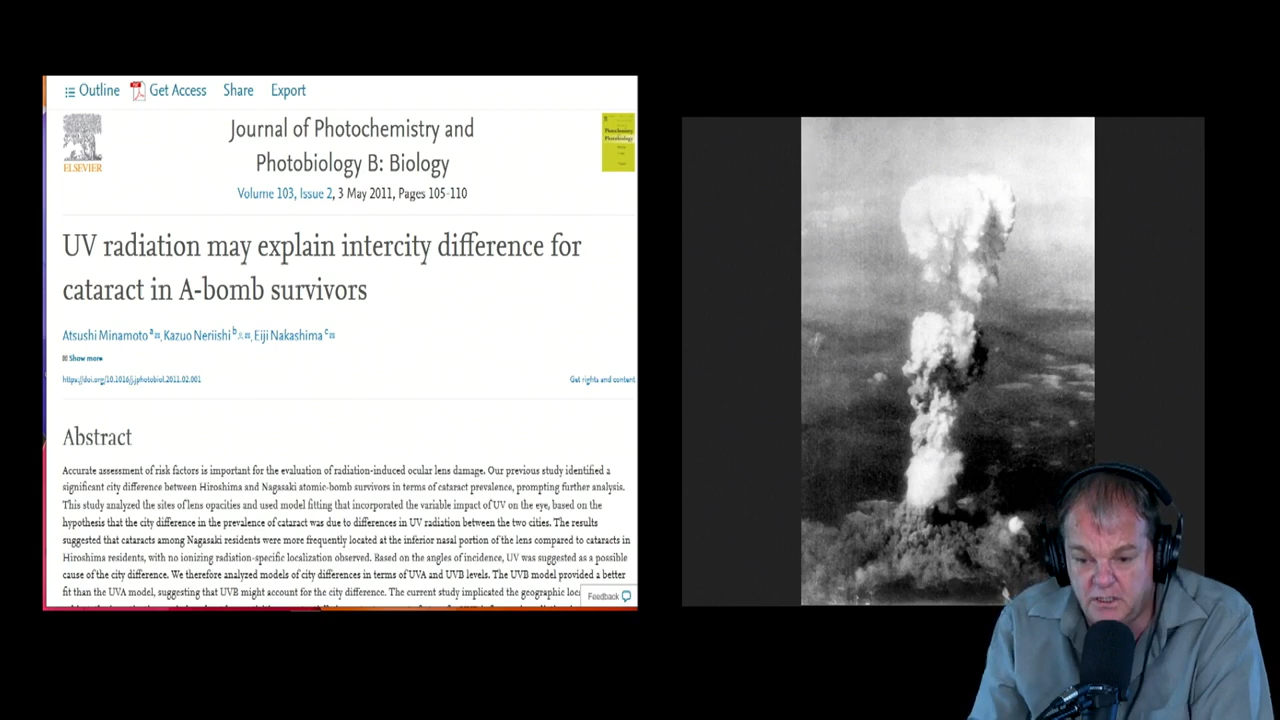 Outline Get Access Share Export
ELSEVIER
Journal of Photochemistry and
Photobiology B: Biology
Volume 103, Issue 2, 3 May 2011, Pages 105-110
UV radiation may explain intercity difference for
cataract in A-bomb survivors
Atsushi Minamoto a, Kazuo Neriishi b, Eiji Nakashima c
Show more
https://doi.org/10.1016/j.jphotobiol.2011.02.001
Get rights and content
Abstract
Accurate assessment of risk factors is important for the evaluation of radiation-induced ocular lens damage. Our previous study identified a
significant city difference between Hiroshima and Nagasaki atomic-bomb survivors in terms of cataract prevalence, prompting further analysis.
This study analyzed the sites of lens opacities and used model fitting that incorporated the variable impact of UV on the eye, based on the
hypothesis that the city difference in the prevalence of cataract was due to differences in UV radiation between the two cities. The results
suggested that cataracts among Nagasaki residents were more frequently located at the inferior nasal portion of the lens compared to cataracts in
Hiroshima residents, with no ionizing radiation-specific localization observed. Based on the angles of incidence, UV was suggested as a possible
cause of the city difference. We therefore analyzed models of city differences in terms of UVA and UVB levels. The UVB model provided a better
fit than the UVA model, suggesting that UVB might account for the city difference. The current study implicated the geographic
Feedback